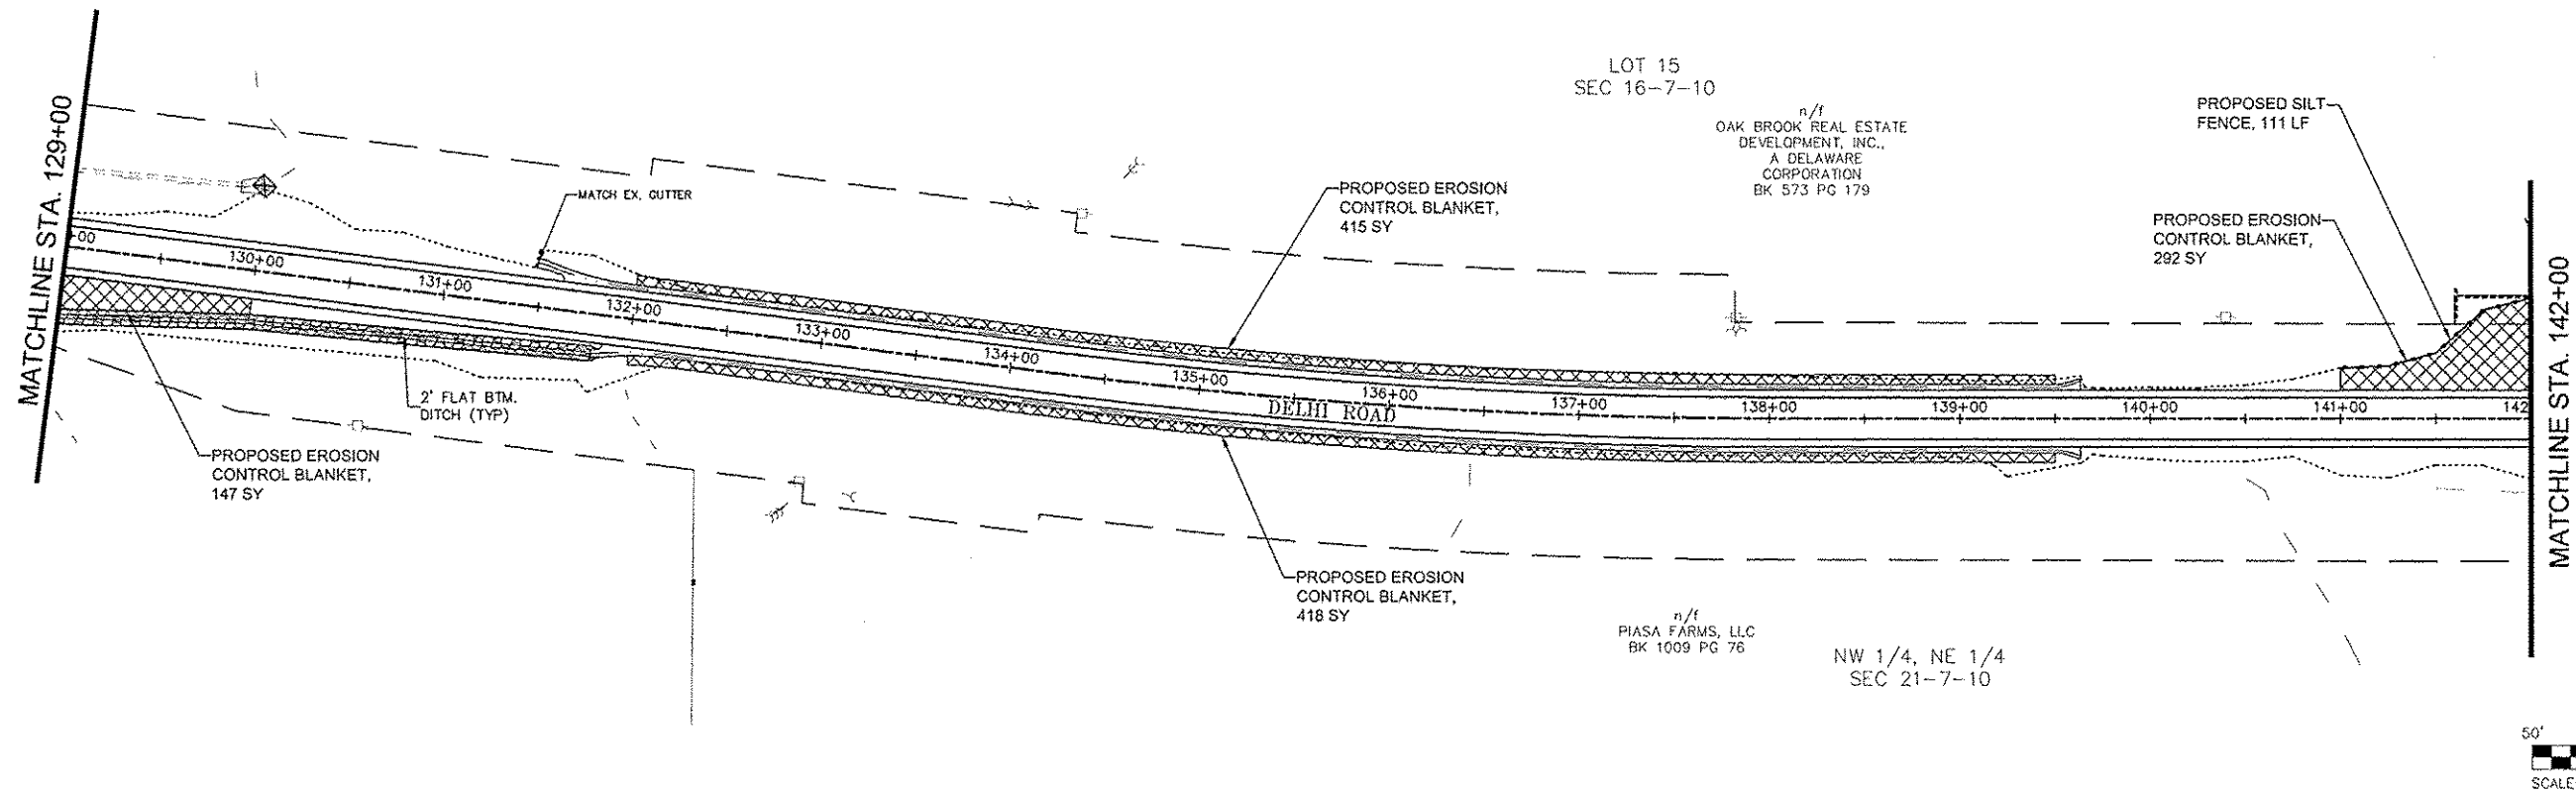 LOT 15
SEC 16-7-10
n/f
OAK BROOK REAL ESTATE
DEVELOPMENT, INC.,
A DELAWARE
CORPORATION
BK 573 PG 179
PROPOSED SILT
FENCE, 111 LF
PROPOSED EROSION
CONTROL BLANKET,
292 SY
MATCHLINE STA. 129+00
MATCH EX. GUTTER
PROPOSED EROSION
CONTROL BLANKET,
415 SY
+00
130+00
131+00
132+00
133+00
134+00
135+00
136+00
137+00
138+00
139+00
140+00
141+00
142
DELHI ROAD
MATCHLINE STA. 142+00
2' FLAT BTM.
DITCH (TYP)
PROPOSED EROSION
CONTROL BLANKET,
147 SY
PROPOSED EROSION
CONTROL BLANKET,
418 SY
n/f
PIASA FARMS, LLC
BK 1009 PG 76
NW 1/4, NE 1/4
SEC 21-7-10
50'
SCALE